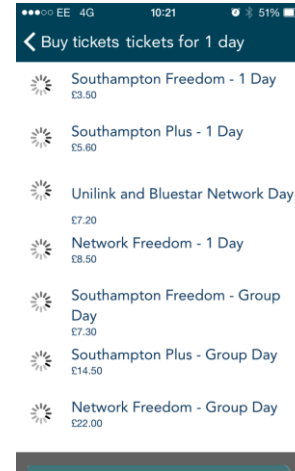 EE 4G 10:21 51%
Buy tickets tickets for 1 day
Southampton Freedom - 1 Day
£3.50
Southampton Plus - 1 Day
£5.60
Unilink and Bluestar Network Day
£7.20
Network Freedom - 1 Day
£8.50
Southampton Freedom - Group
Day
£7.30
Southampton Plus - Group Day
£14.50
Network Freedom - Group Day
£22.00